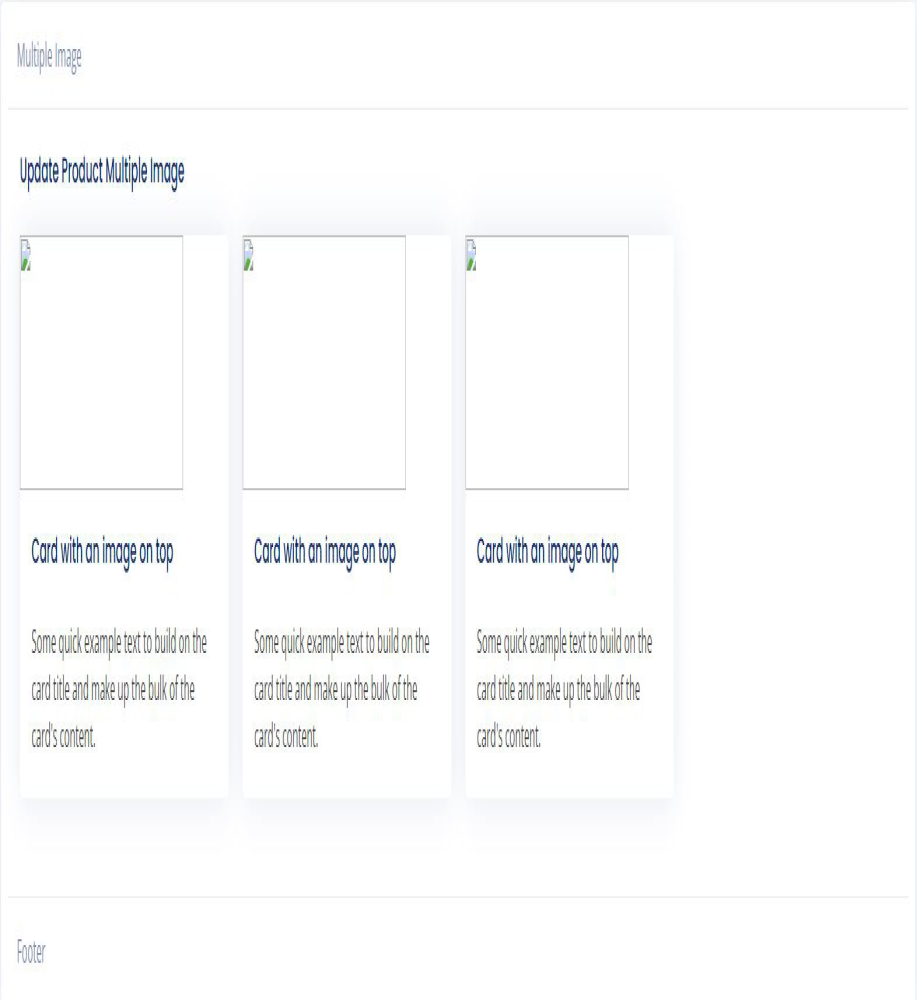 Multiple Image
Update Product Multiple Image
Card with an image on top
Some quick example text to build on the
card title and make up the bulk of the
card's content.
Card with an image on top
Some quick example text to build on the
card title and make up the bulk of the
card's content.
Card with an image on top
Some quick example text to build on the
card title and make up the bulk of the
card's content.
Footer